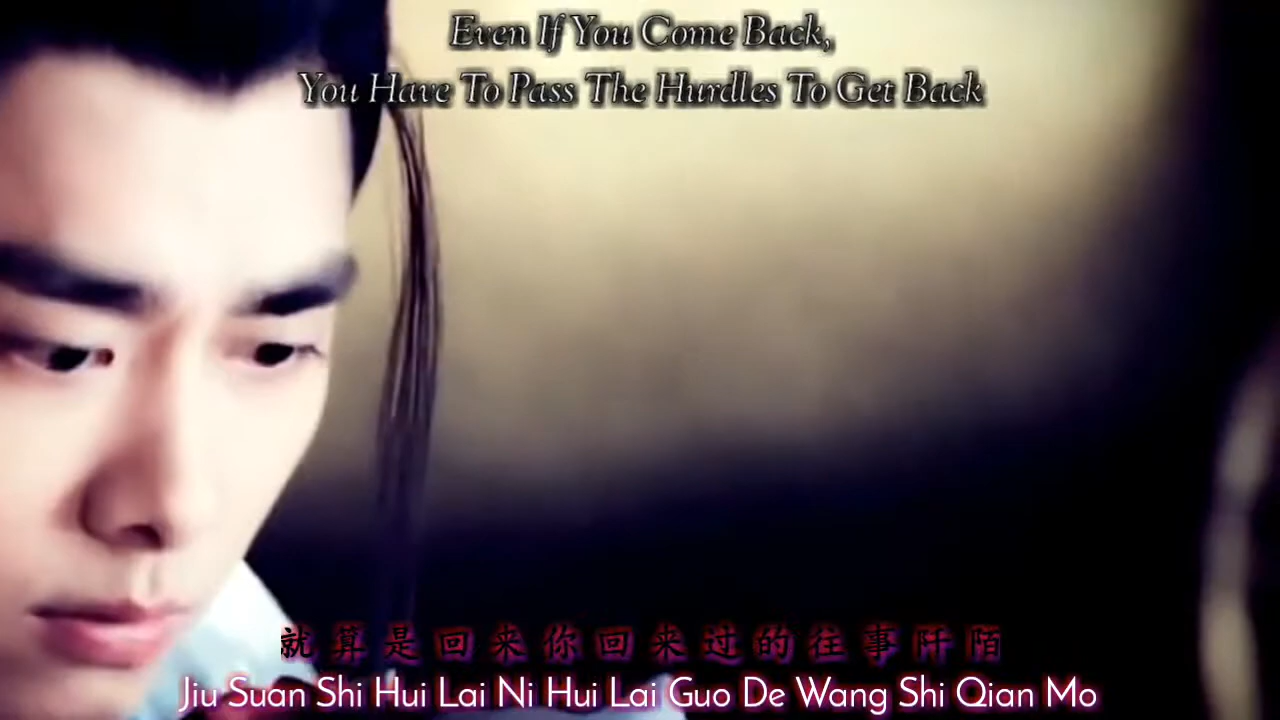 Even If You Come Back,
You Have To Pass The Hurdles To Get Back
就算是回来你回来过的往事阡陌
Jiu Suan Shi Hui Lai Ni Hui Lai Guo De Wang Shi Qian Mo